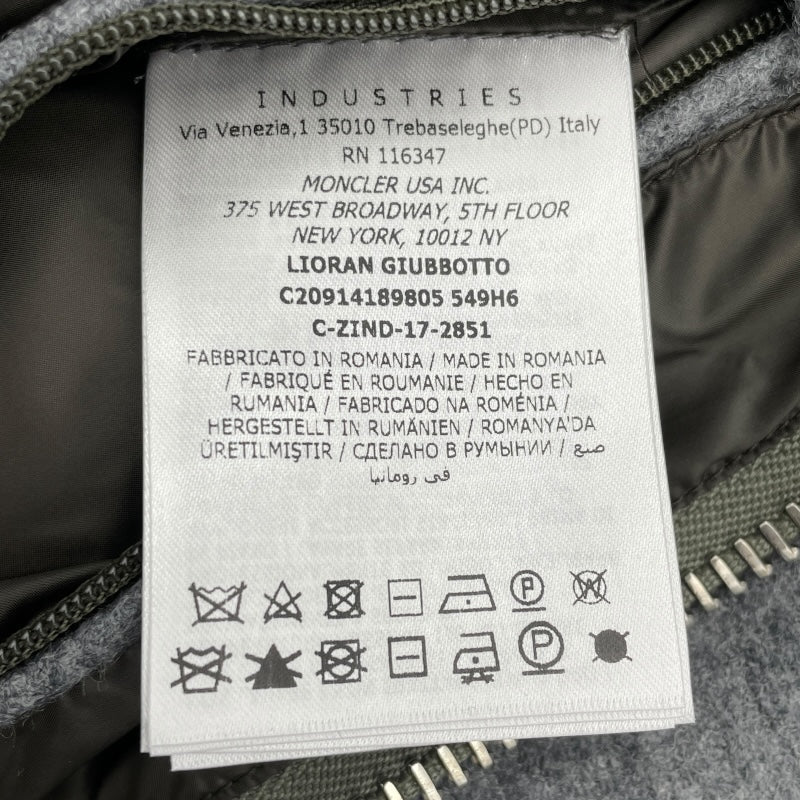 INDUSTRIES
Via Venezia,1 35010 Trebaseleghe(PD) Italy
RN 116347
MONCLER USA INC.
375 WEST BROADWAY, 5TH FLOOR
NEW YORK, 10012 NY
LIORAN GIUBBOTTO
C20914189805 549H6
C-ZIND-17-2851
FABBRICATO IN ROMANIA / MADE IN ROMANIA
/ FABRIQUÉ EN ROUMANIE / HECHO EN
RUMANIA / FABRICADO NA ROMÉNIA /
HERGESTELLT IN RUMÄNIEN / ROMANYA'DA
ÜRETILMIŞTIR / СДЕЛАНО В РУМЫНИИ / صنع
في رومانيا
P W
P